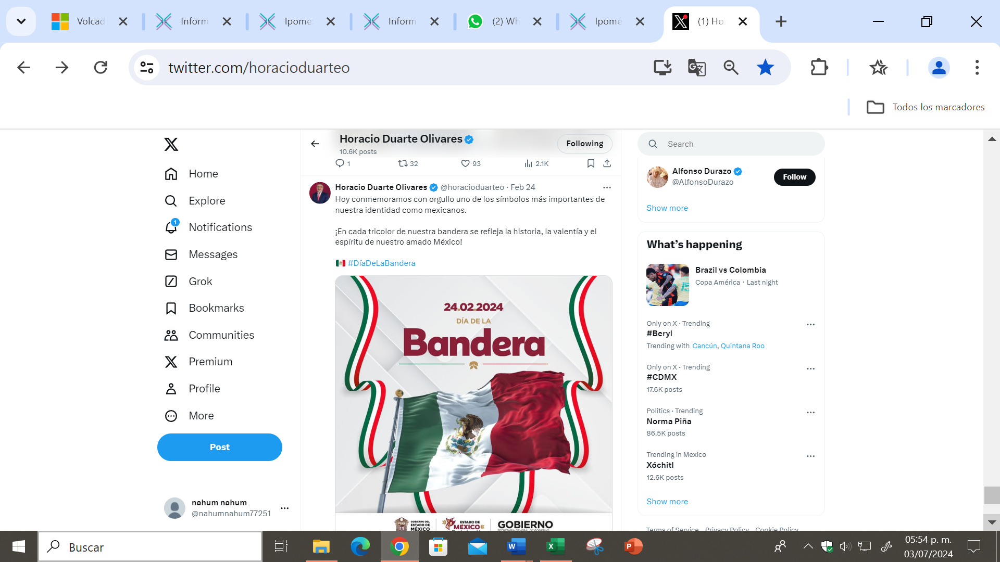 Volcad
Inform
Ipome
Inform
(2) Wh
Ipome
(1) Ho
twitter.com/horacioduarteo
Todos los marcadores
Home
Explore
1
Notifications
Messages
Grok
Bookmarks
Communities
Premium
Profile
More
Post
nahum nahum
@nahumnahum77251
Horacio Duarte Olivares
10.6K posts
Following
1 32 93 2.1K
Horacio Duarte Olivares @horacioduarteo · Feb 24
Hoy conmemoramos con orgullo uno de los símbolos más importantes de
nuestra identidad como mexicanos.
¡En cada tricolor de nuestra bandera se refleja la historia, la valentía y el
espíritu de nuestro amado México!
#DíaDeLaBandera
24.02.2024
DÍA DE LA
Bandera
GOBIERNO DEL
ESTADO DE
MÉXICO
ESTADO DE
MÉXICO
GOBIERNO
SECRETARÍA GENERAL DE GOBIERNO
Search
Alfonso Durazo
@AlfonsoDurazo
Follow
Show more
What's happening
Brazil vs Colombia
Copa América · Last night
Only on X · Trending
#Beryl
Trending with Cancún, Quintana Roo
Only on X · Trending
#CDMX
17.6K posts
Politics · Trending
Norma Piña
86.5K posts
Trending in Mexico
Xóchitl
12.6K posts
Show more
Terms of Service Privacy Policy Cookie Policy
Buscar
05:54 p. m.
03/07/2024